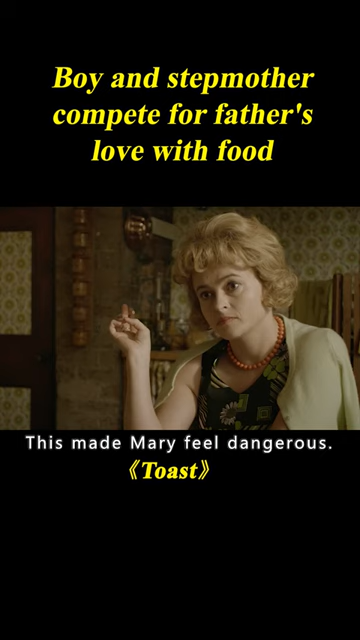 Boy and stepmother
compete for father's
love with food
This made Mary feel dangerous.
《Toast》